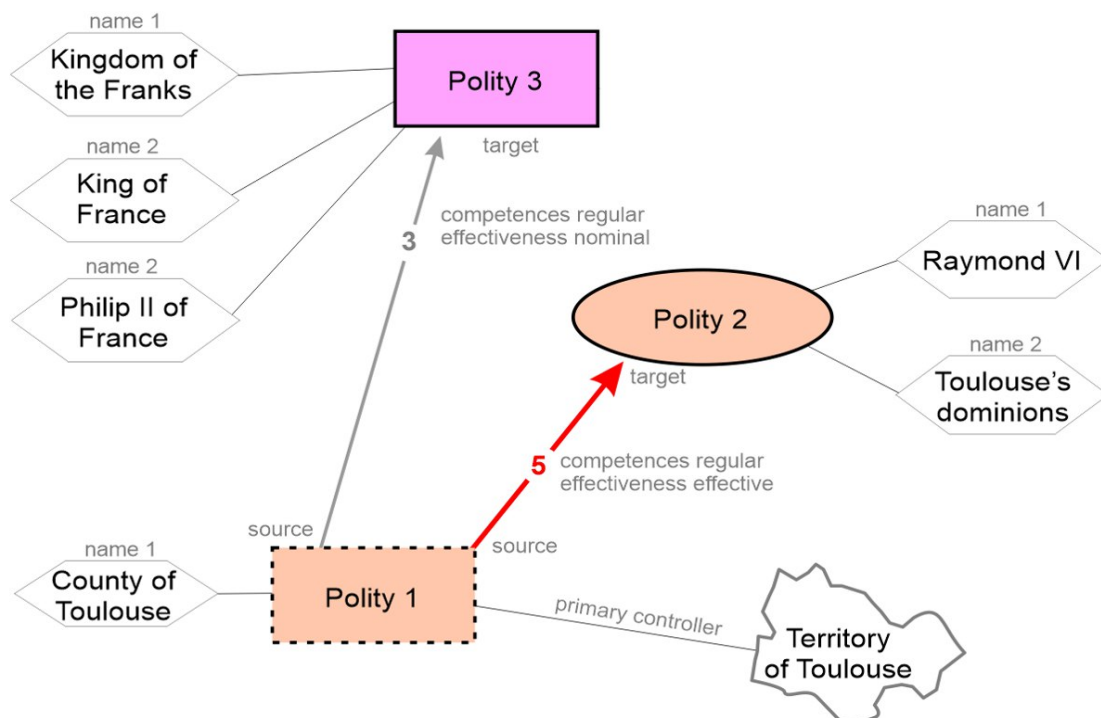 name 1
Kingdom of
the Franks
Polity 3
target
name 2
King of
France
3
competences regular
effectiveness nominal
name 2
Philip II of
France
name 1
Raymond VI
Polity 2
target
name 2
Toulouse's
dominions
5
competences regular
effectiveness effective
source
source
name 1
County of
Toulouse
Polity 1
primary controller
Territory
of Toulouse